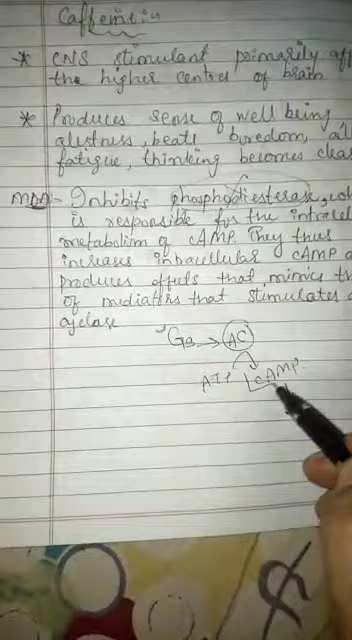 Caffeine
* CNS stimulant primarily
the higher centres of brain
* Produces sense of well being
alertness, beats boredom,
fatigue, thinking becomes
MOA- Inhibits phosphodiesterase,
is responsible for the
metabolism of cAMP. They thus
increases intracellular cAMP
produces effects that mimics
of mediators that stimulates
cyclase
Gs → AC
ATP cAMP